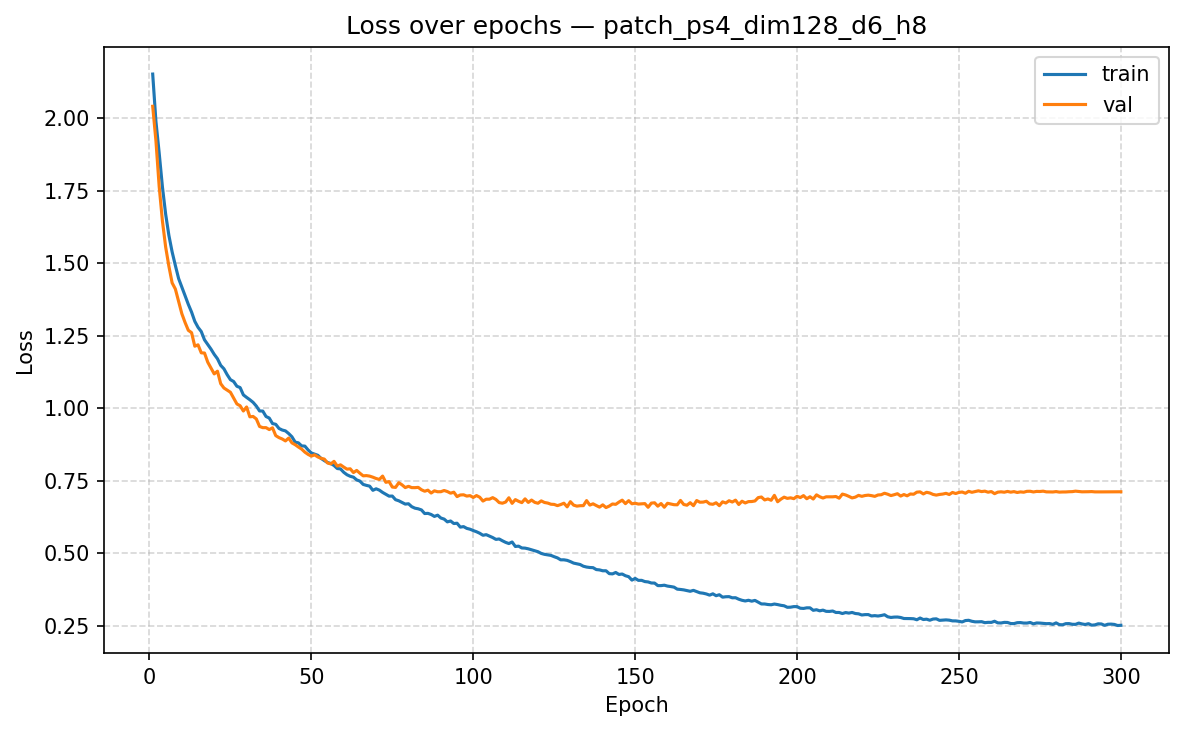 Loss over epochs — patch_ps4_dim128_d6_h8
train
val
2.00
1.75
1.50
1.25
1.00
0.75
0.50
0.25
Loss
0 50 100 150 200 250 300
Epoch